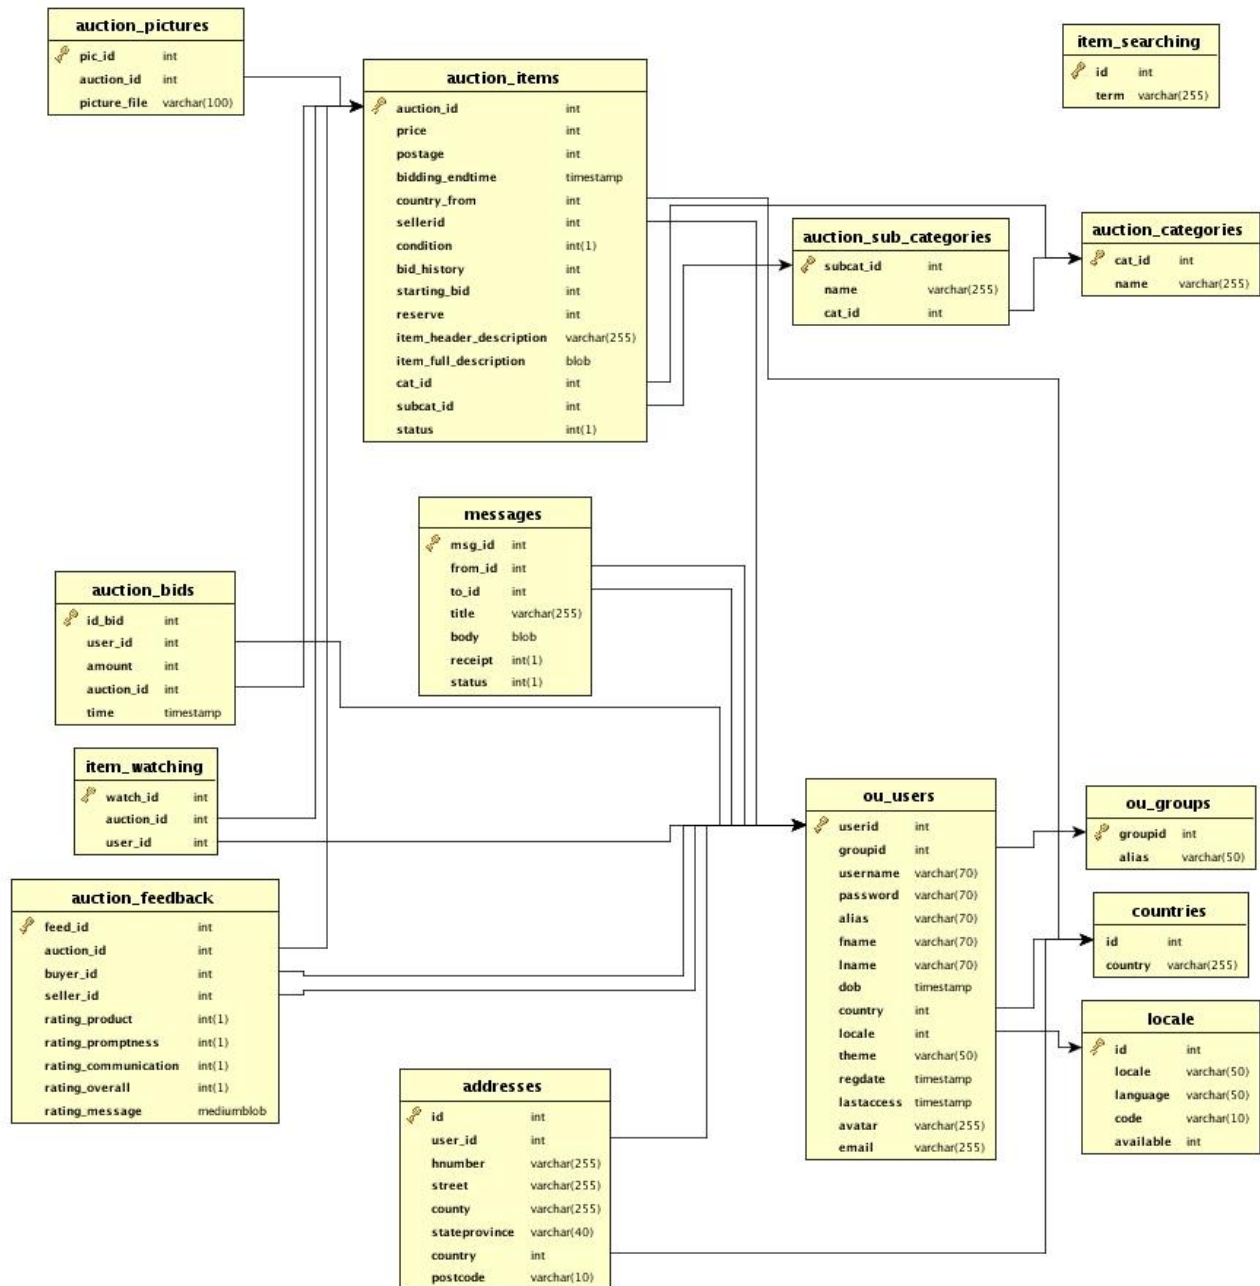 auction_pictures
pic_id int
auction_id int
picture_file varchar(100)
auction_items
auction_id int
price int
postage int
bidding_endtime timestamp
country_from int
sellerid int
condition int(1)
bid_history int
starting_bid int
reserve int
item_header_description varchar(255)
item_full_description blob
cat_id int
subcat_id int
status int(1)
item_searching
id int
term varchar(255)
auction_sub_categories
subcat_id int
name varchar(255)
cat_id int
auction_categories
cat_id int
name varchar(255)
messages
msg_id int
from_id int
to_id int
title varchar(255)
body blob
receipt int(1)
status int(1)
auction_bids
id_bid int
user_id int
amount int
auction_id int
time timestamp
item_watching
watch_id int
auction_id int
user_id int
auction_feedback
feed_id int
auction_id int
buyer_id int
seller_id int
rating_product int(1)
rating_promptness int(1)
rating_communication int(1)
rating_overall int(1)
rating_message mediumblob
addresses
id int
user_id int
hnumber varchar(255)
street varchar(255)
county varchar(255)
stateprovince varchar(40)
country int
postcode varchar(10)
ou_users
userid int
groupid int
username varchar(70)
password varchar(70)
alias varchar(70)
fname varchar(70)
lname varchar(70)
dob timestamp
country int
locale int
theme varchar(50)
regdate timestamp
lastaccess timestamp
avatar varchar(255)
email varchar(255)
ou_groups
groupid int
alias varchar(50)
countries
id int
country varchar(255)
locale
id int
locale varchar(50)
language varchar(50)
code varchar(10)
available int